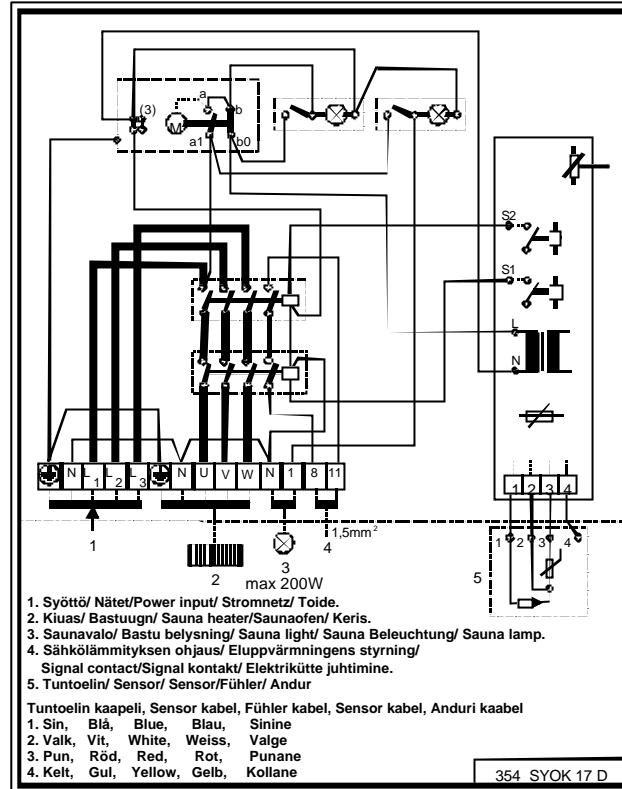 (3)
a
b
M
a1
b0
S2
S1
L
N
N L1 L2 L3 N U V W N 1 8 11
1 2 3 4
1,5mm²
1
2
3
4
max 200W
1 2 3 4
5
1. Syöttö/ Nätet/Power input/ Stromnetz/ Toide.
2. Kiuas/ Bastuugn/ Sauna heater/Saunaofen/ Keris.
3. Saunavalo/ Bastu belysning/ Sauna light/ Sauna Beleuchtung/ Sauna lamp.
4. Sähkölämmityksen ohjaus/ Eluppvärmningens styrning/
Signal contact/Signal kontakt/ Elektrikütte juhtimine.
5. Tuntoelin/ Sensor/ Sensor/Fühler/ Andur
Tuntoelin kaapeli, Sensor kabel, Fühler kabel, Sensor kabel, Anduri kaabel
1. Sin, Blå, Blue, Blau, Sinine
2. Valk, Vit, White, Weiss, Valge
3. Pun, Röd, Red, Rot, Punane
4. Kelt, Gul, Yellow, Gelb, Kollane
354 SYOK 17 D